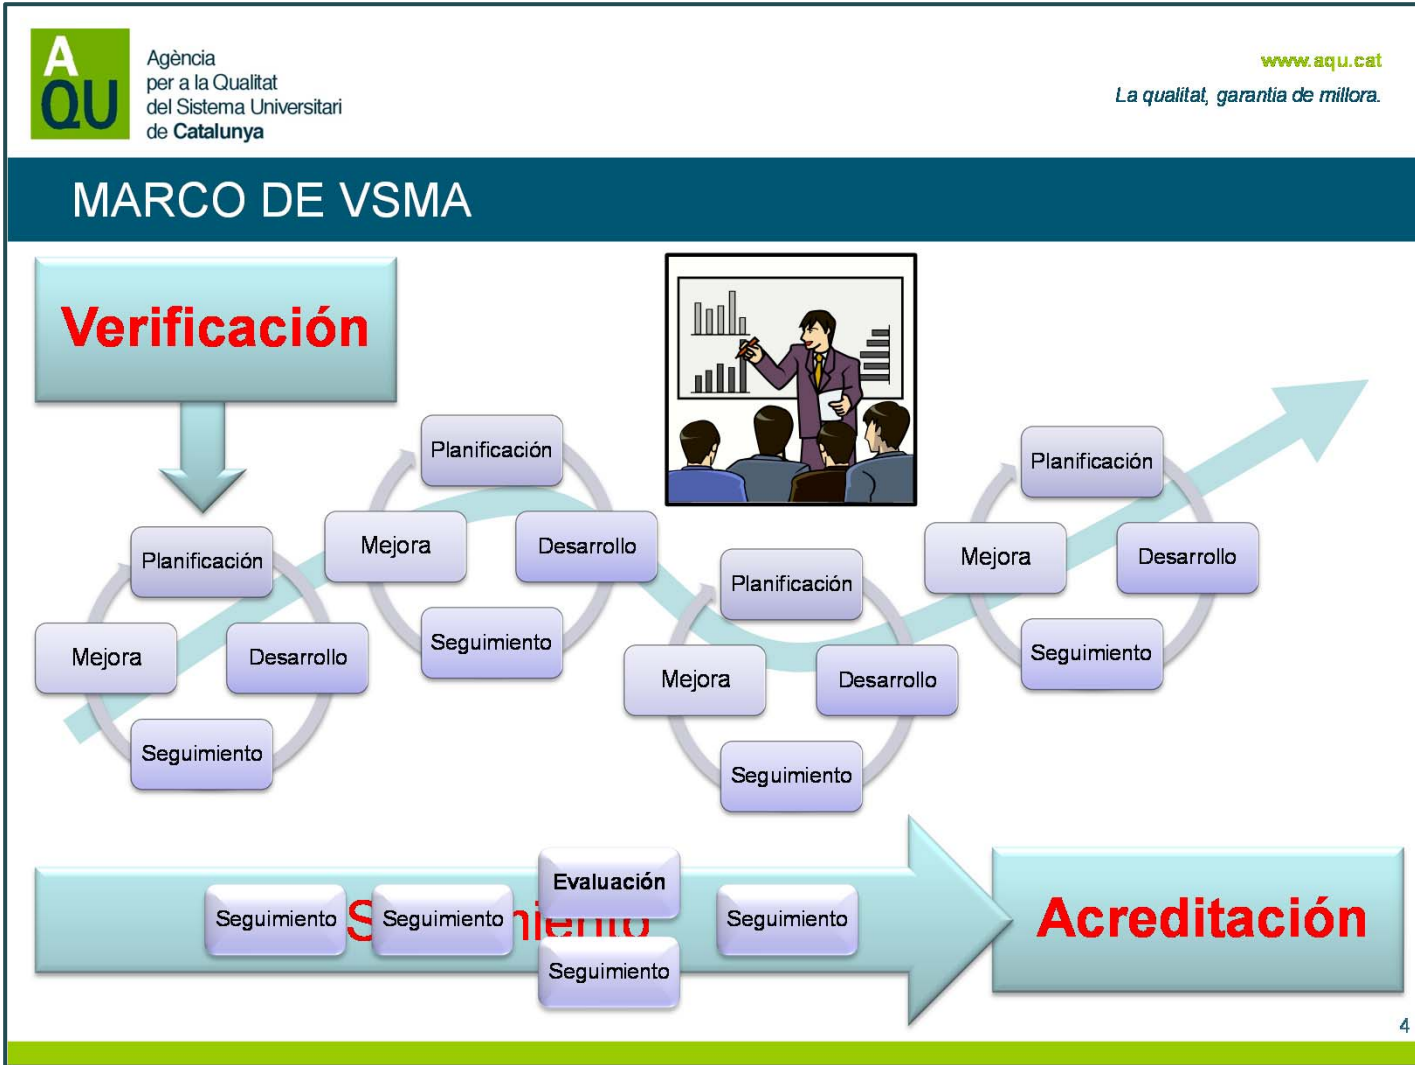 A
QU
Agència
per a la Qualitat
del Sistema Universitari
de Catalunya
www.aqu.cat
La qualitat, garantia de millora.
MARCO DE VSMA
Verificación
Planificación
Mejora
Desarrollo
Seguimiento
Planificación
Mejora
Desarrollo
Seguimiento
Planificación
Mejora
Desarrollo
Seguimiento
Planificación
Mejora
Desarrollo
Seguimiento
Seguimiento
Seguimiento
Evaluación
Seguimiento
Seguimiento
Acreditación
4